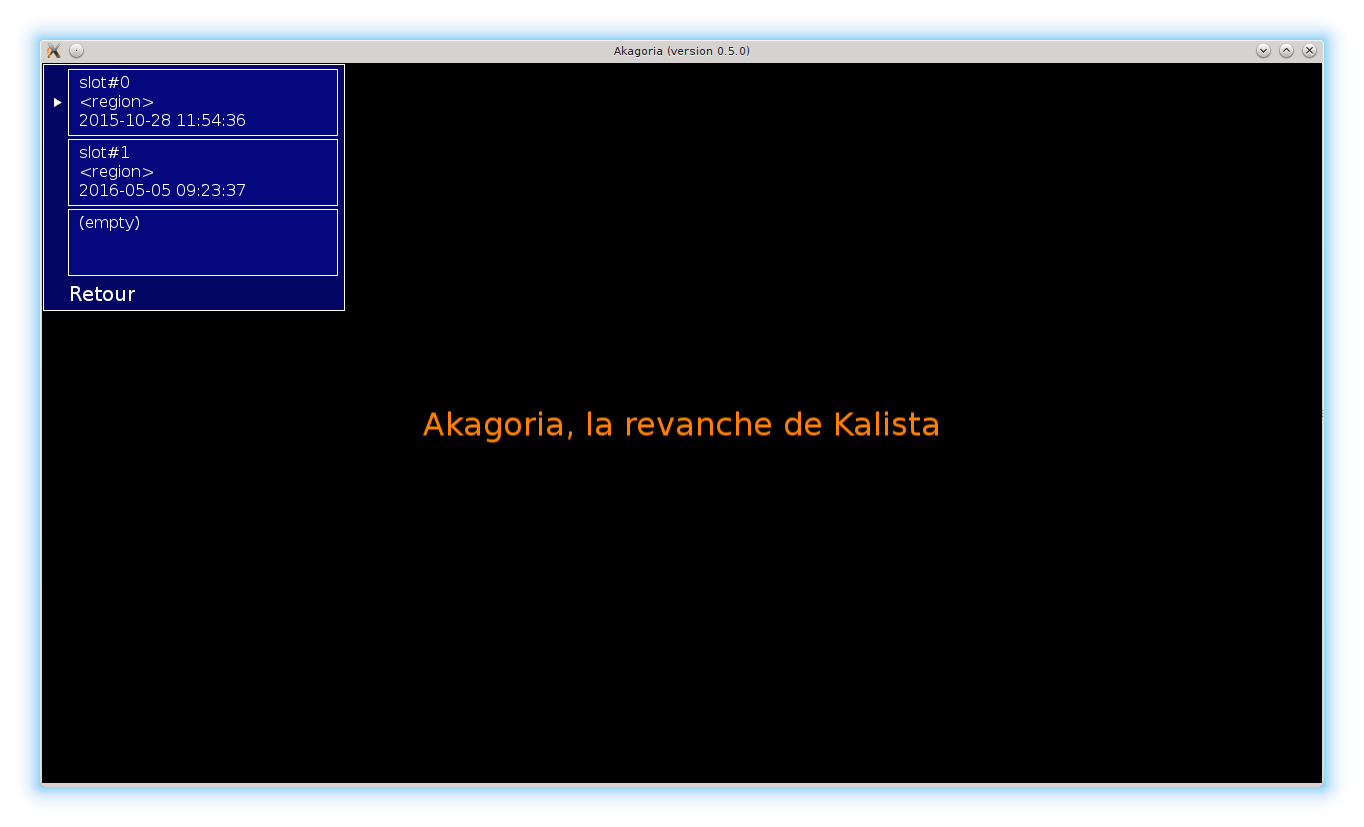 Akagoria (version 0.5.0)
slot#0
<region>
2015-10-28 11:54:36
slot#1
<region>
2016-05-05 09:23:37
(empty)
Retour
Akagoria, la revanche de Kalista